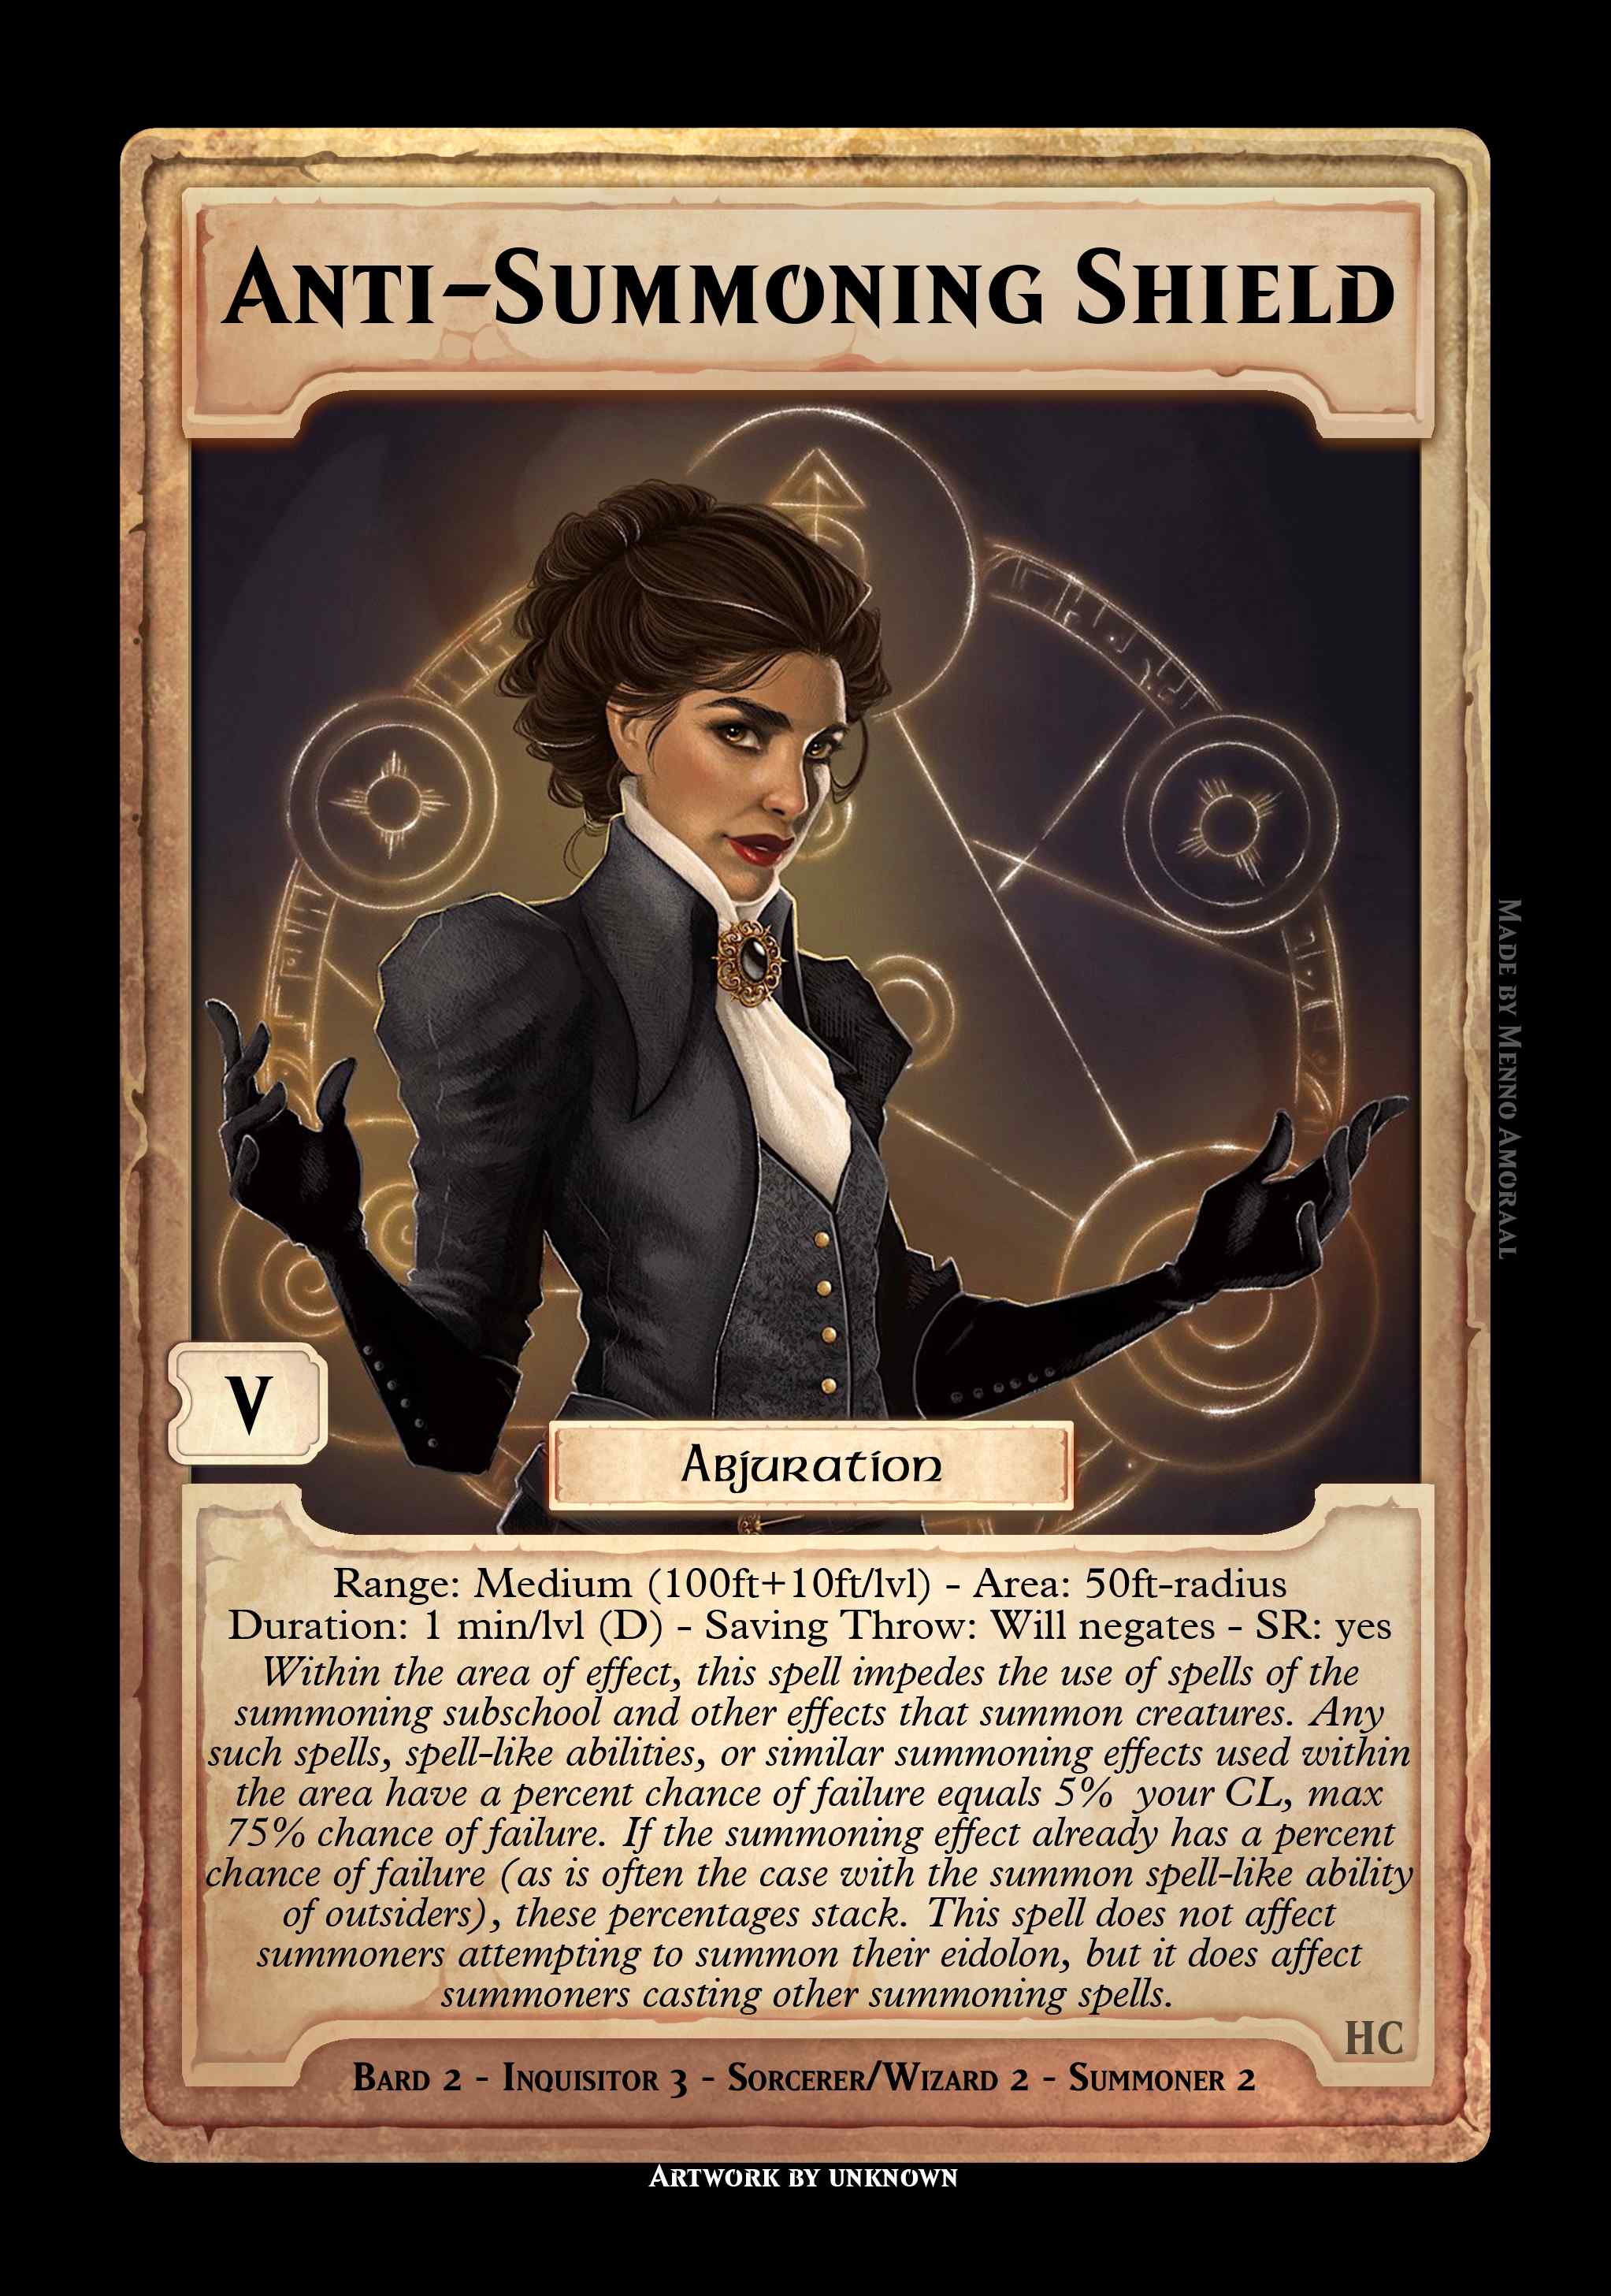 Anti-Summoning Shield
Made by Menno Amoraal
V
Abjuration
Range: Medium (100ft+10ft/lvl) - Area: 50ft-radius
Duration: 1 min/lvl (D) - Saving Throw: Will negates - SR: yes
Within the area of effect, this spell impedes the use of spells of the
summoning subschool and other effects that summon creatures. Any
such spells, spell-like abilities, or similar summoning effects used within
the area have a percent chance of failure equals 5% your CL, max
75% chance of failure. If the summoning effect already has a percent
chance of failure (as is often the case with the summon spell-like ability
of outsiders), these percentages stack. This spell does not affect
summoners attempting to summon their eidolon, but it does affect
summoners casting other summoning spells.
HC
Bard 2 - Inquisitor 3 - Sorcerer/Wizard 2 - Summoner 2
Artwork by unknown